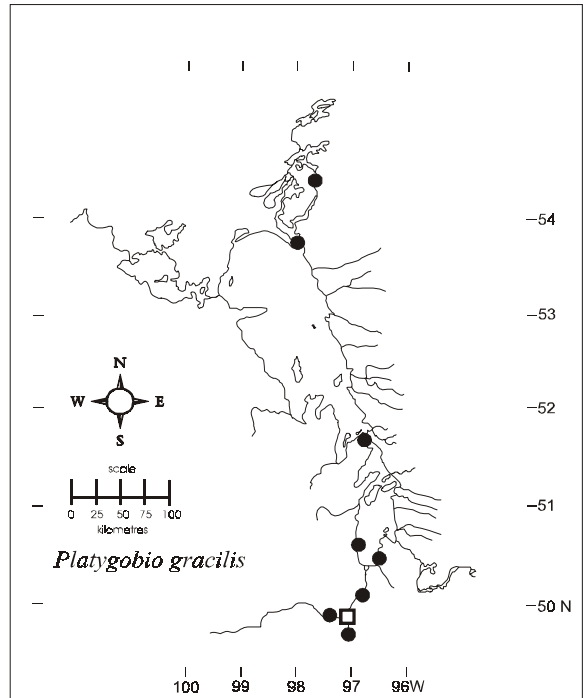 54
53
N
W E
S
52
scale
0 25 50 75 100
kilometres
51
Platygobio gracilis
50 N
100 99 98 97 96W